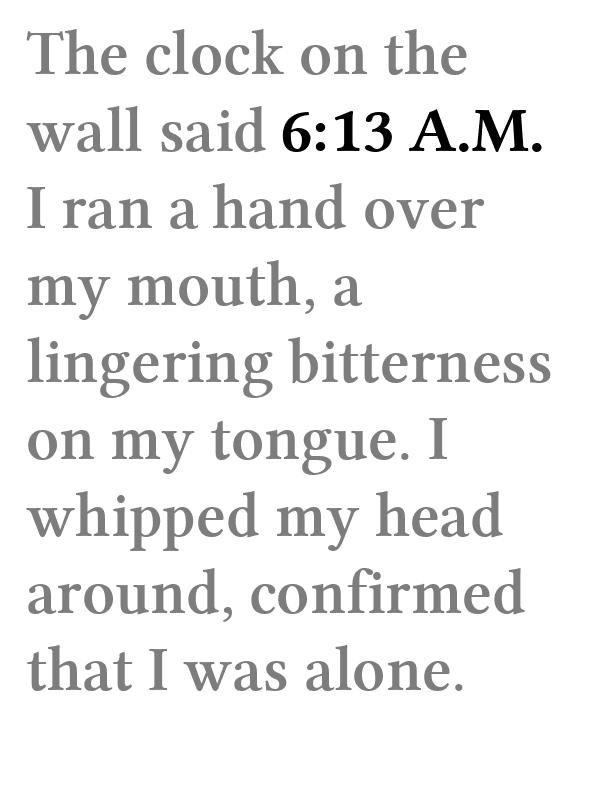 The clock on the
wall said 6:13 A.M.
I ran a hand over
my mouth, a
lingering bitterness
on my tongue. I
whipped my head
around, confirmed
that I was alone.